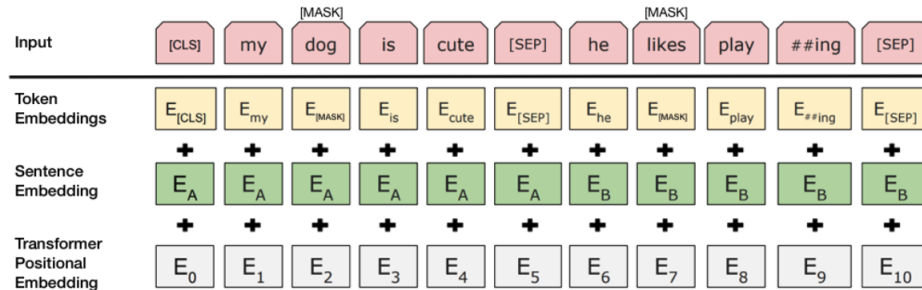 [MASK] [MASK]
Input [CLS] my dog is cute [SEP] he likes play ##ing [SEP]
Token Embeddings E[CLS] Emy E[MASK] Eis Ecute E[SEP] Ehe E[MASK] Eplay E##ing E[SEP]
+ + + + + + + + + + +
Sentence Embedding EA EA EA EA EA EA EB EB EB EB EB
+ + + + + + + + + + +
Transformer Positional Embedding E0 E1 E2 E3 E4 E5 E6 E7 E8 E9 E10